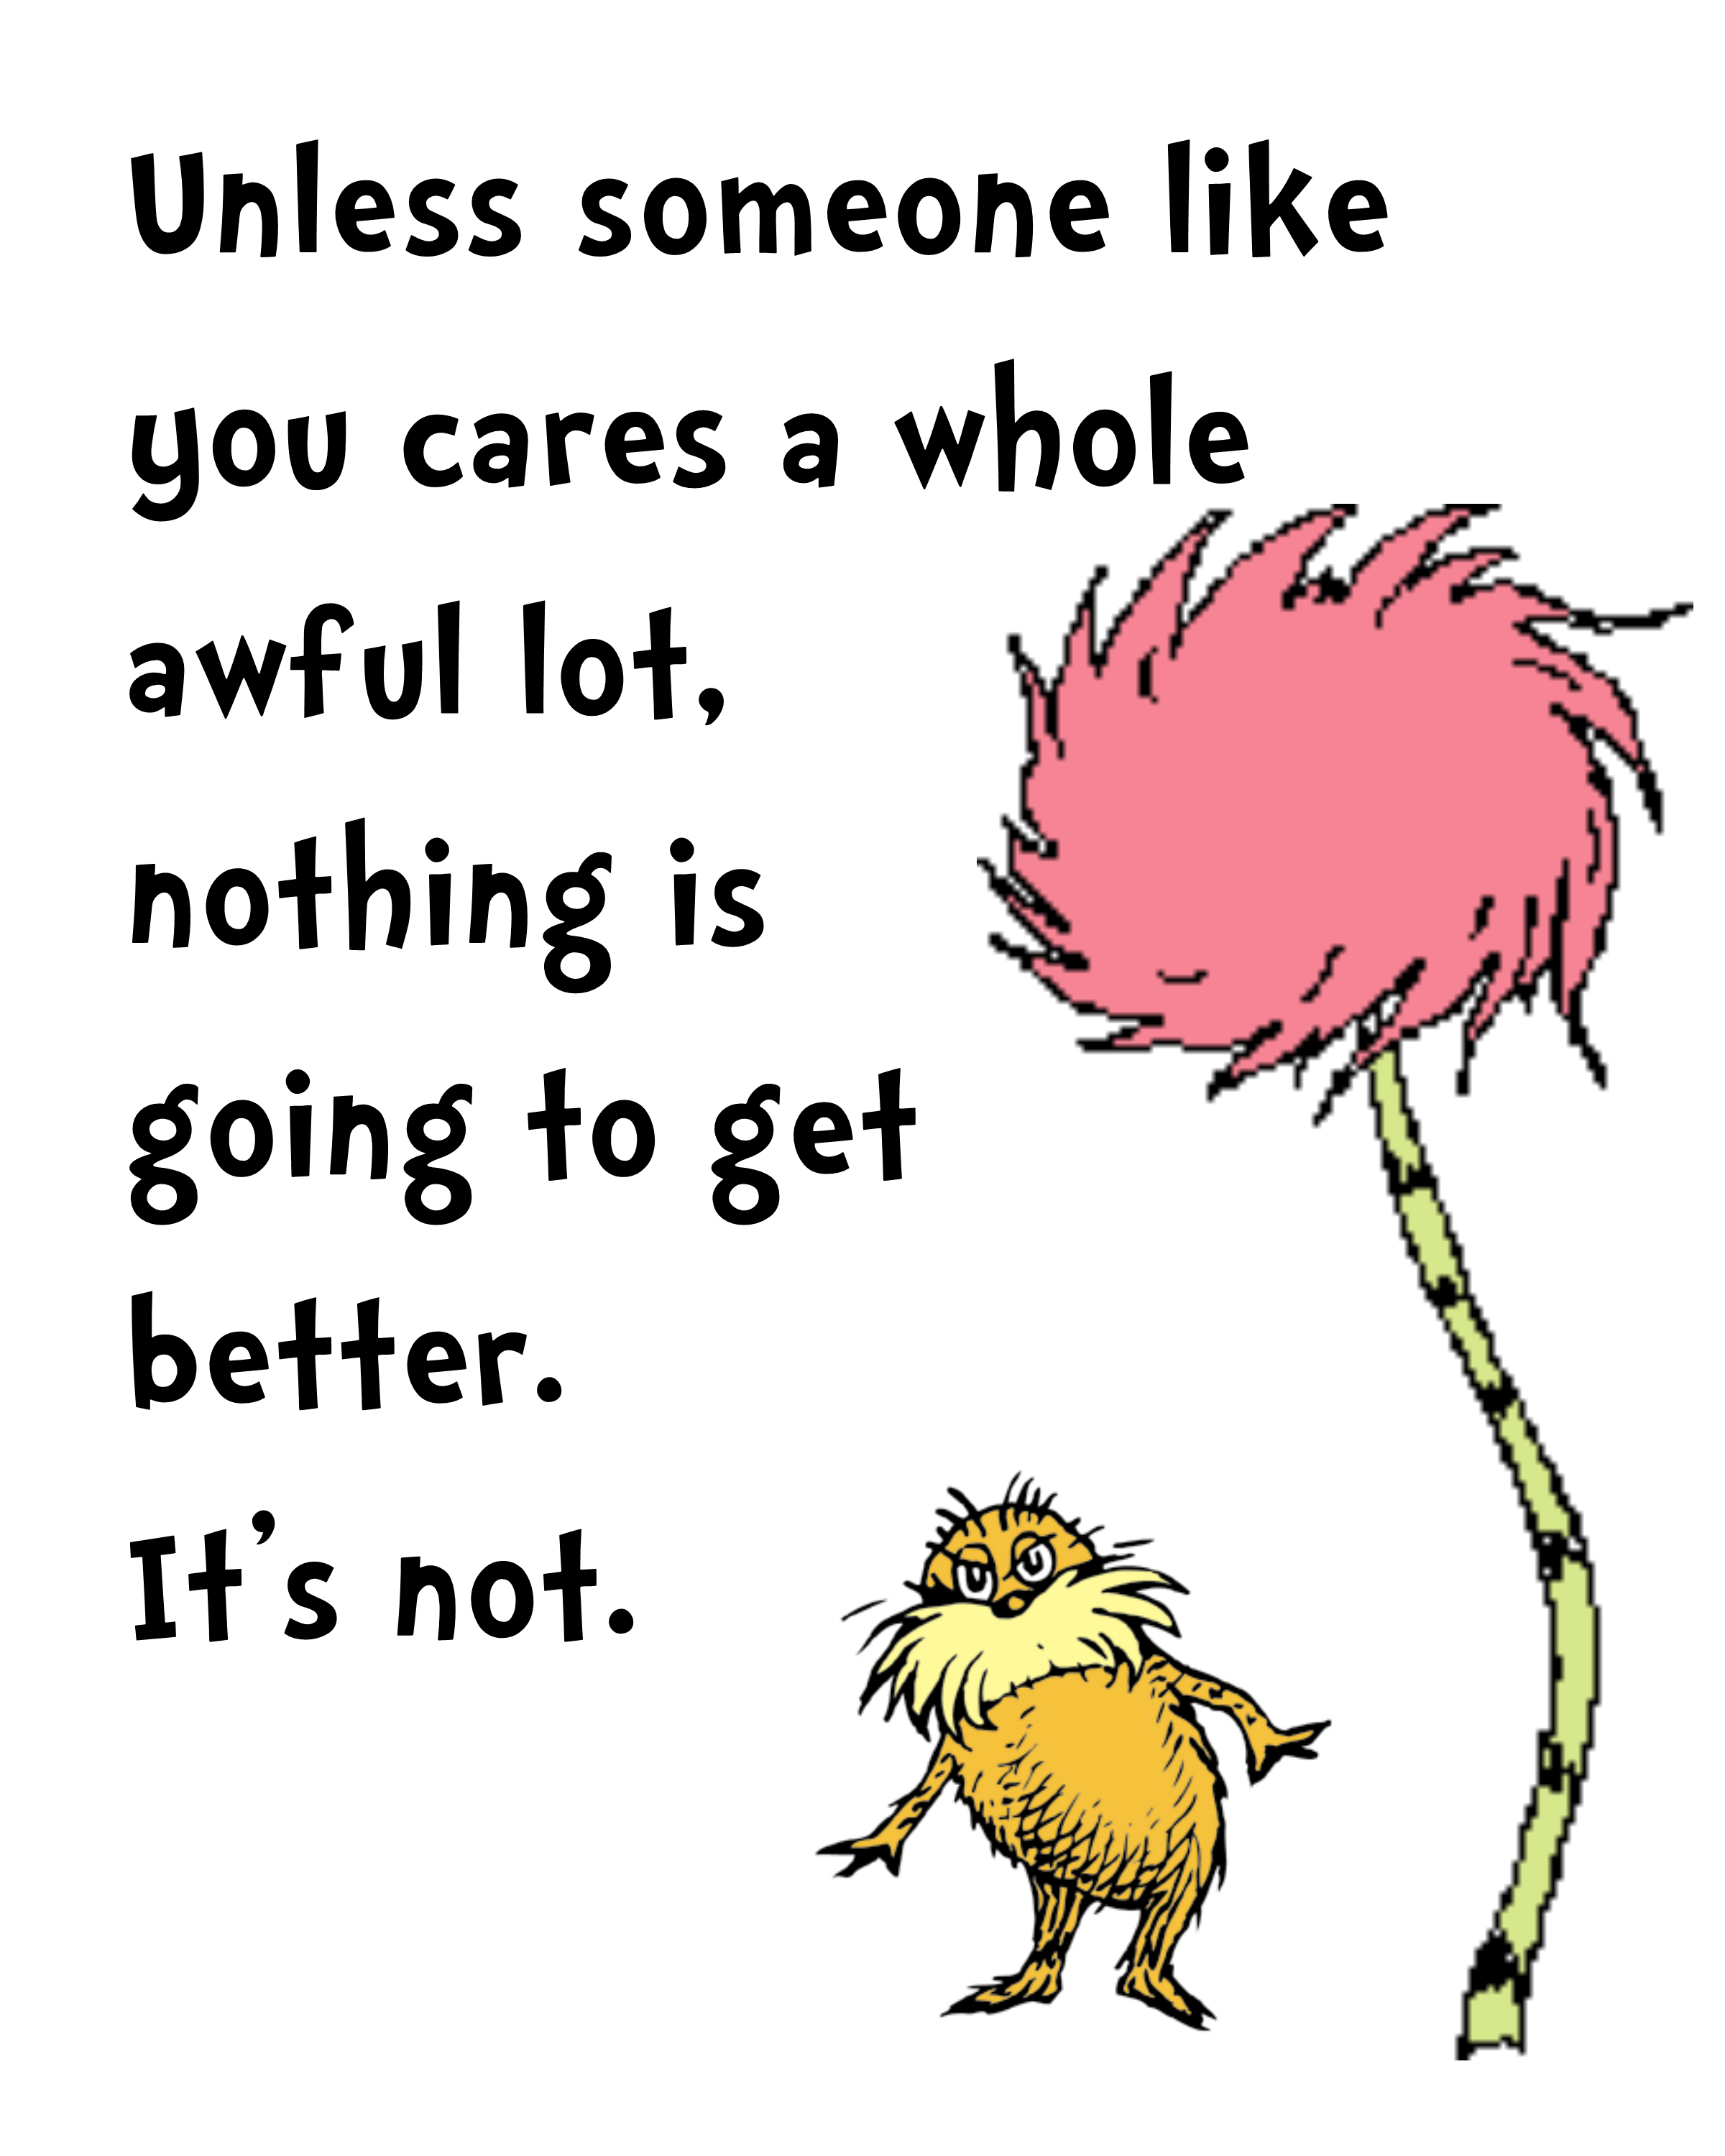 Unless someone like
you cares a whole
awful lot,
nothing is
going to get
better.
It’s not.